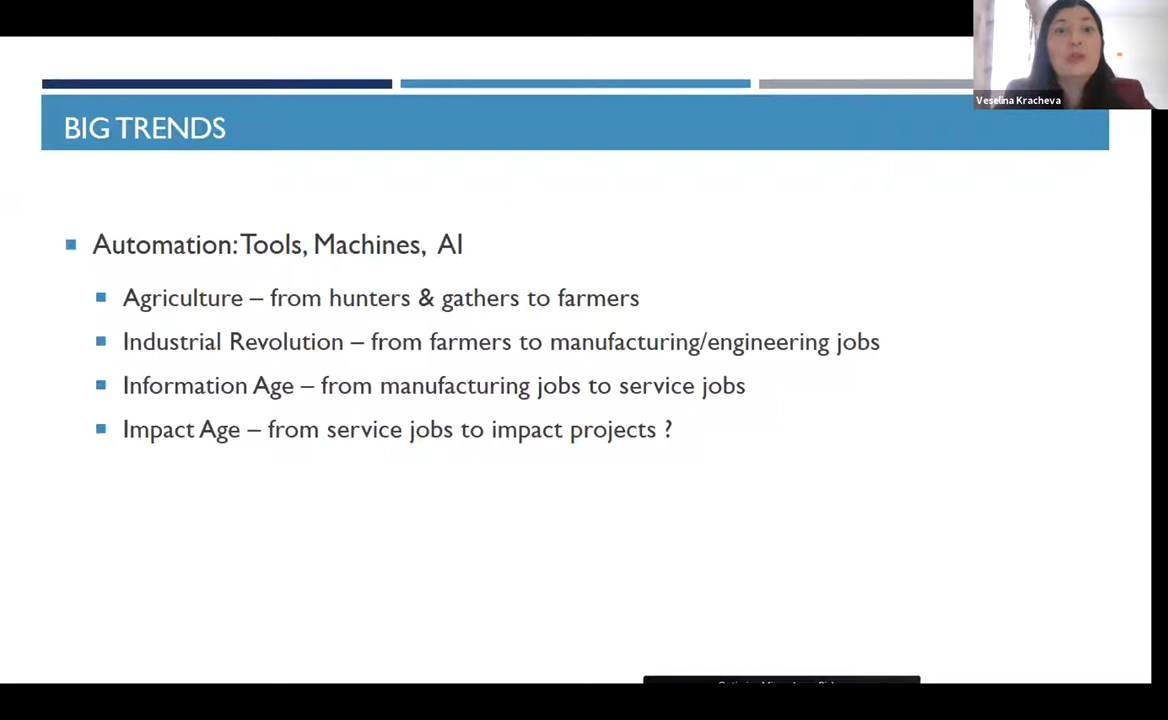 Veselina Kracheva
BIG TRENDS
Automation: Tools, Machines, AI
Agriculture – from hunters & gathers to farmers
Industrial Revolution – from farmers to manufacturing/engineering jobs
Information Age – from manufacturing jobs to service jobs
Impact Age – from service jobs to impact projects ?